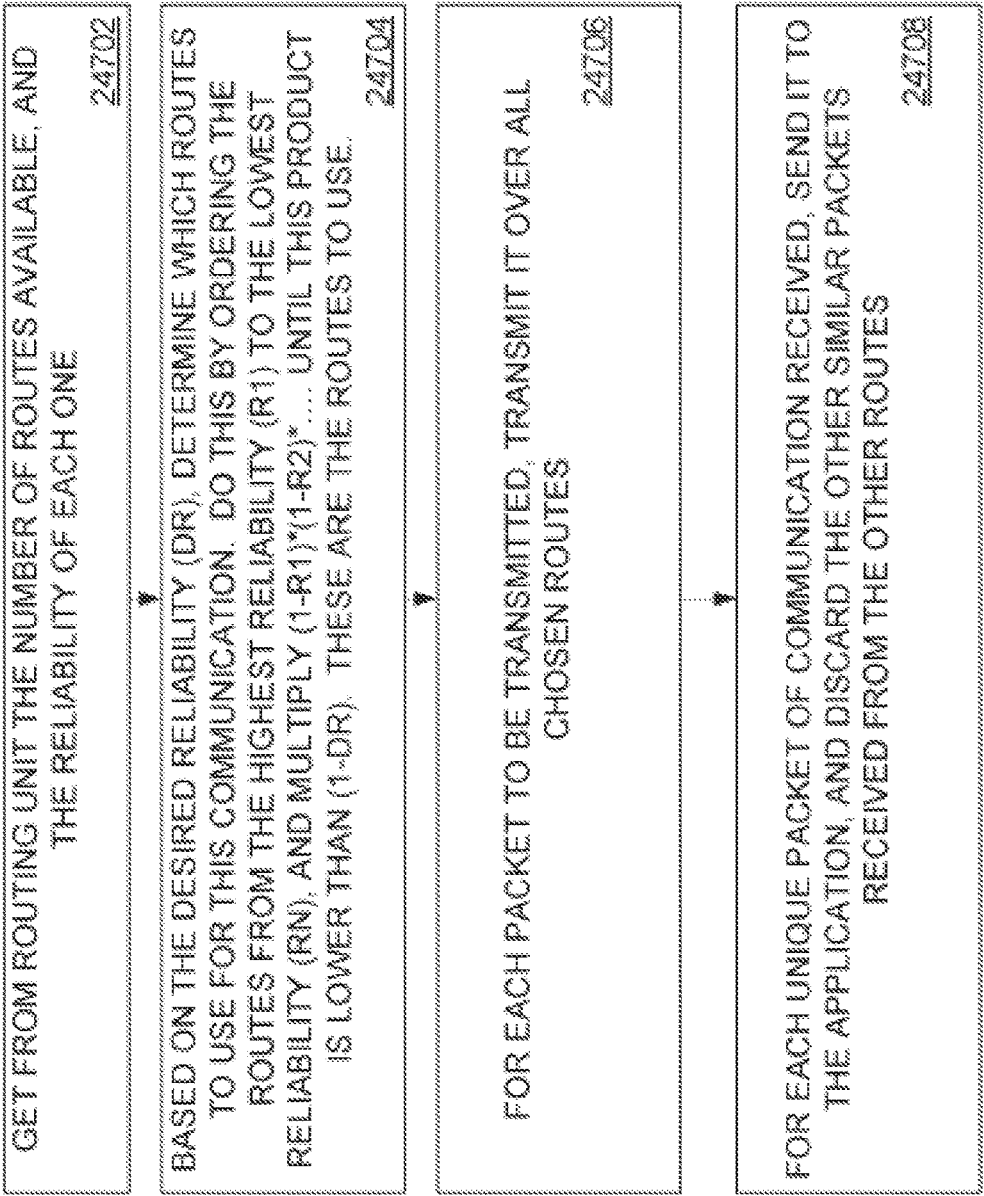 GET FROM ROUTING UNIT THE NUMBER OF ROUTES AVAILABLE, AND
THE RELIABILITY OF EACH ONE
24702
BASED ON THE DESIRED RELIABILITY (DR), DETERMINE WHICH ROUTES
TO USE FOR THIS COMMUNICATION. DO THIS BY ORDERING THE
ROUTES FROM THE HIGHEST RELIABILITY (R1) TO THE LOWEST
RELIABILITY (RN), AND MULTIPLY (1-R1)*(1-R2)*.... UNTIL THIS PRODUCT
IS LOWER THAN (1-DR). THESE ARE THE ROUTES TO USE.
24704
FOR EACH PACKET TO BE TRANSMITTED, TRANSMIT IT OVER ALL
CHOSEN ROUTES
24706
FOR EACH UNIQUE PACKET OF COMMUNICATION RECEIVED, SEND IT TO
THE APPLICATION, AND DISCARD THE OTHER SIMILAR PACKETS
RECEIVED FROM THE OTHER ROUTES
24708